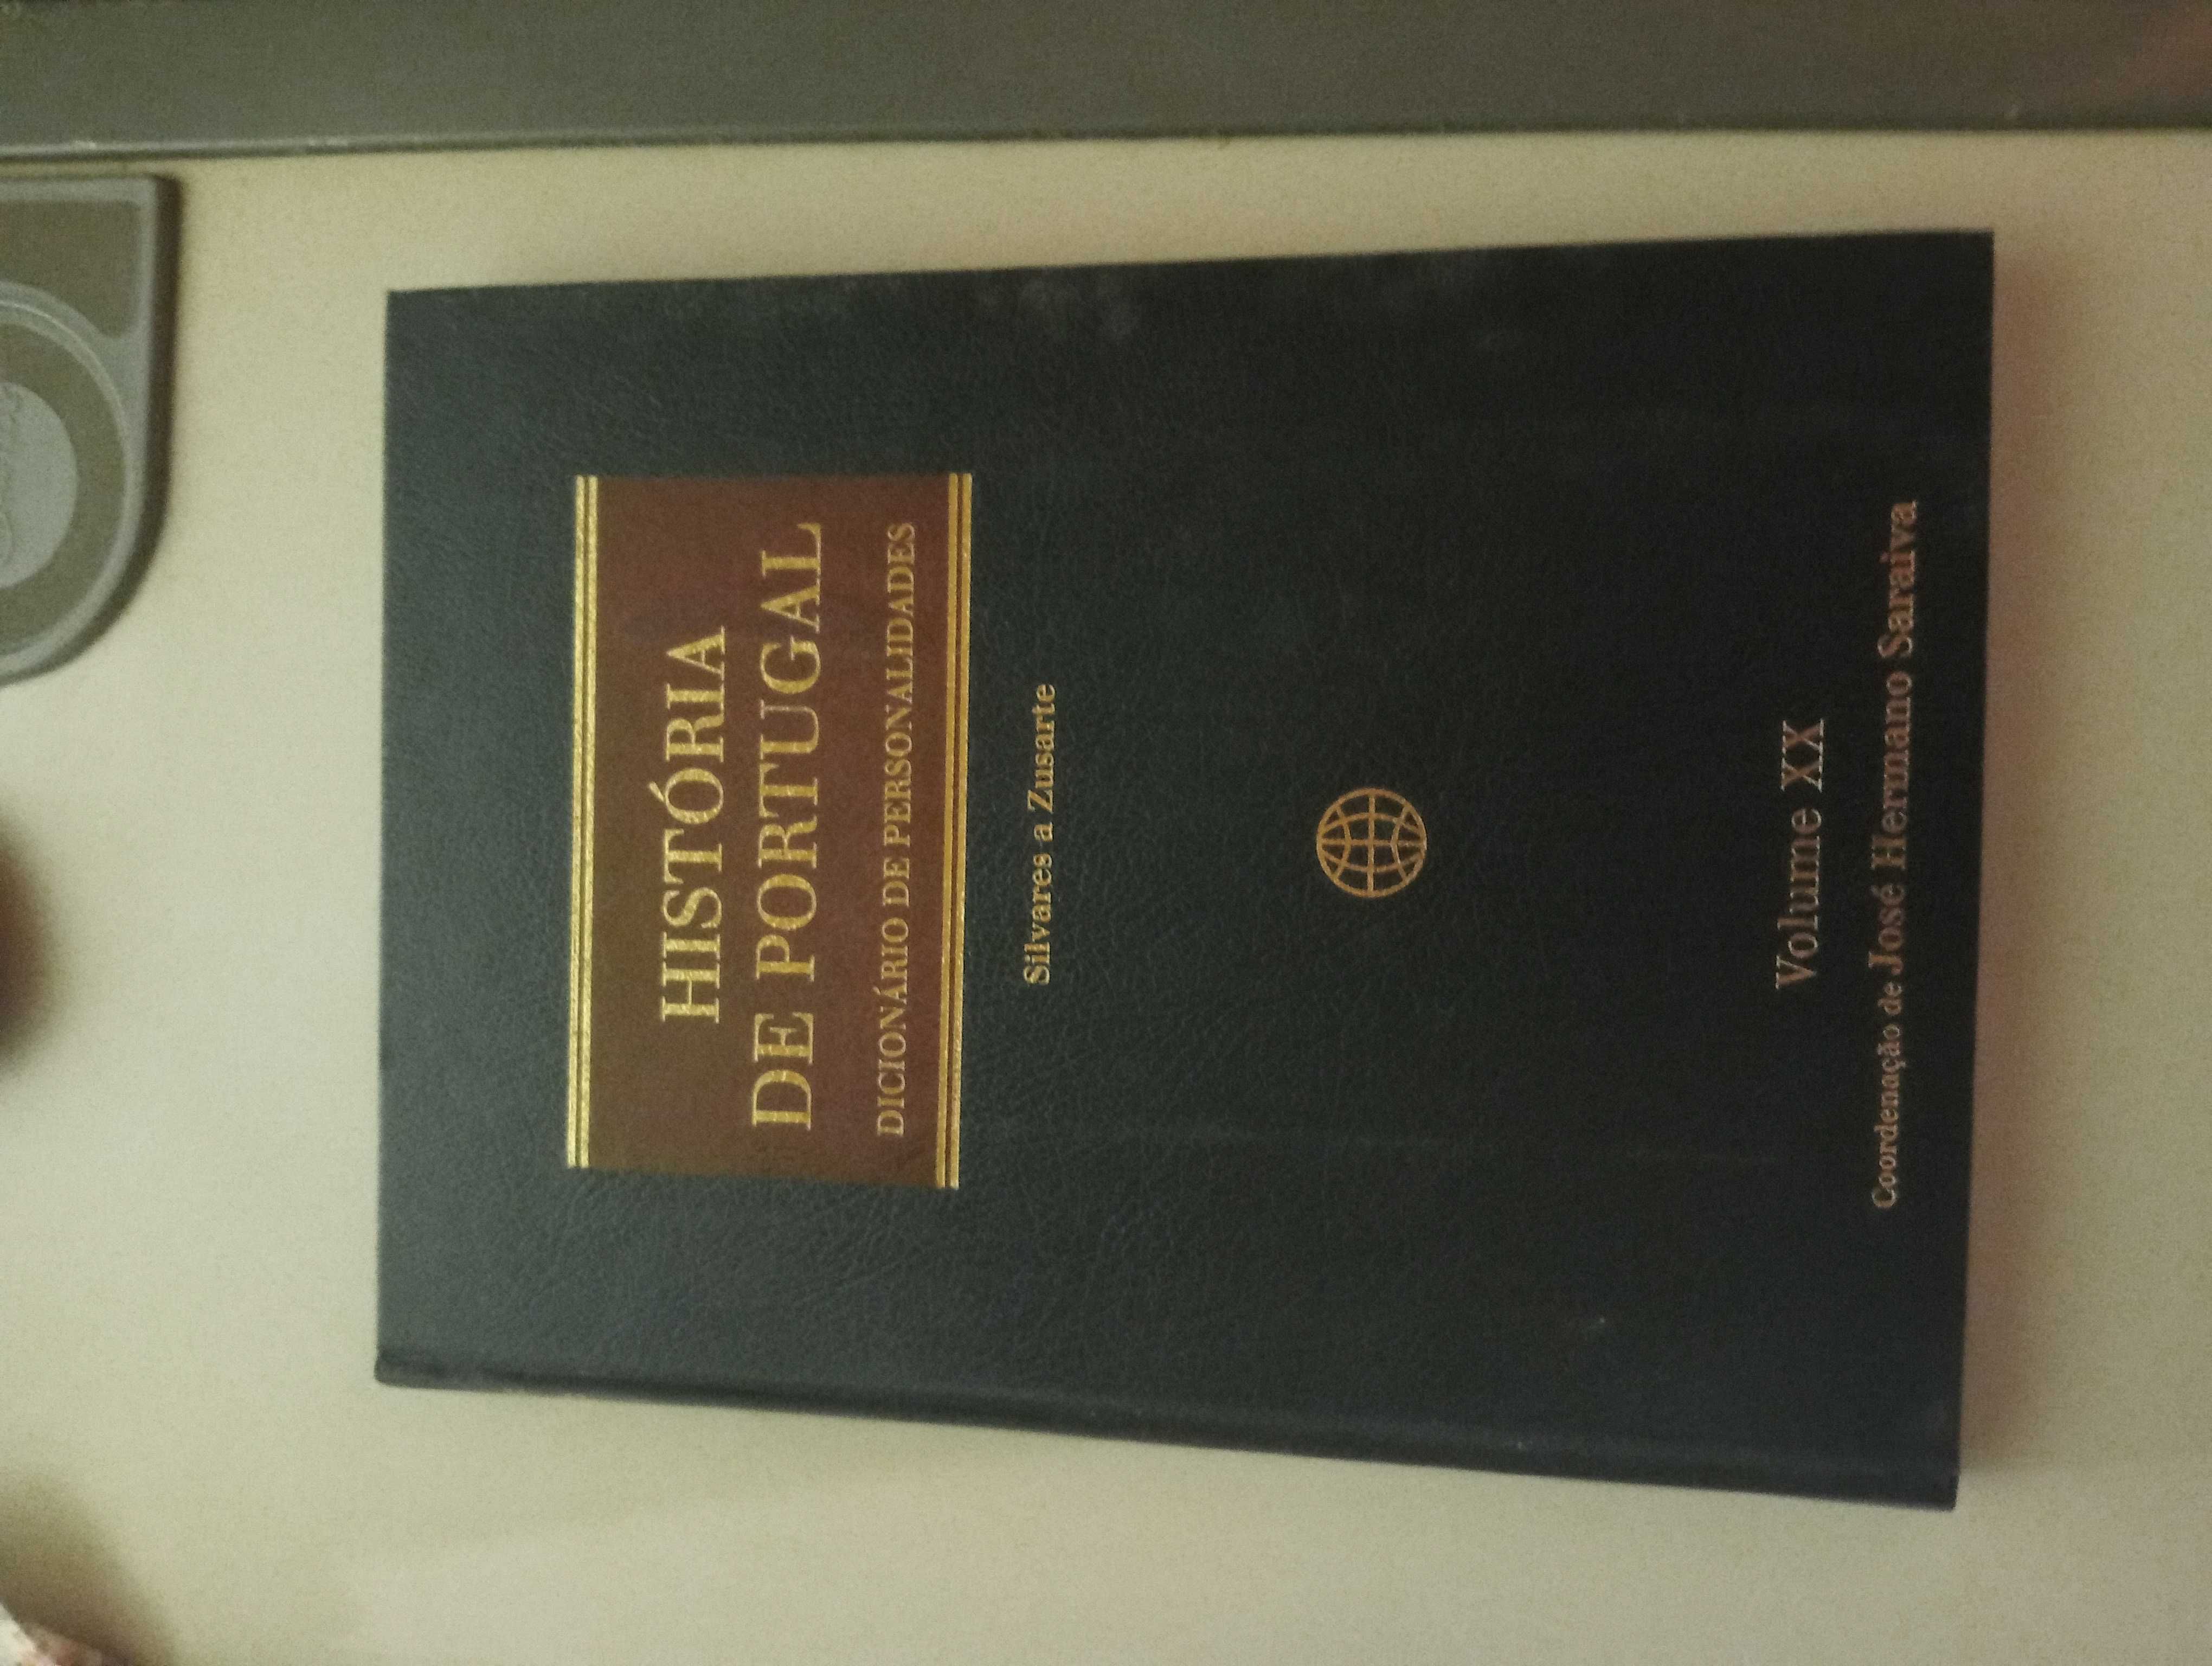 HISTÓRIA
DE PORTUGAL
DICIONÁRIO DE PERSONALIDADES
Silvares a Zusarte
Volume XX
Coordenação de José Hermano Saraiva